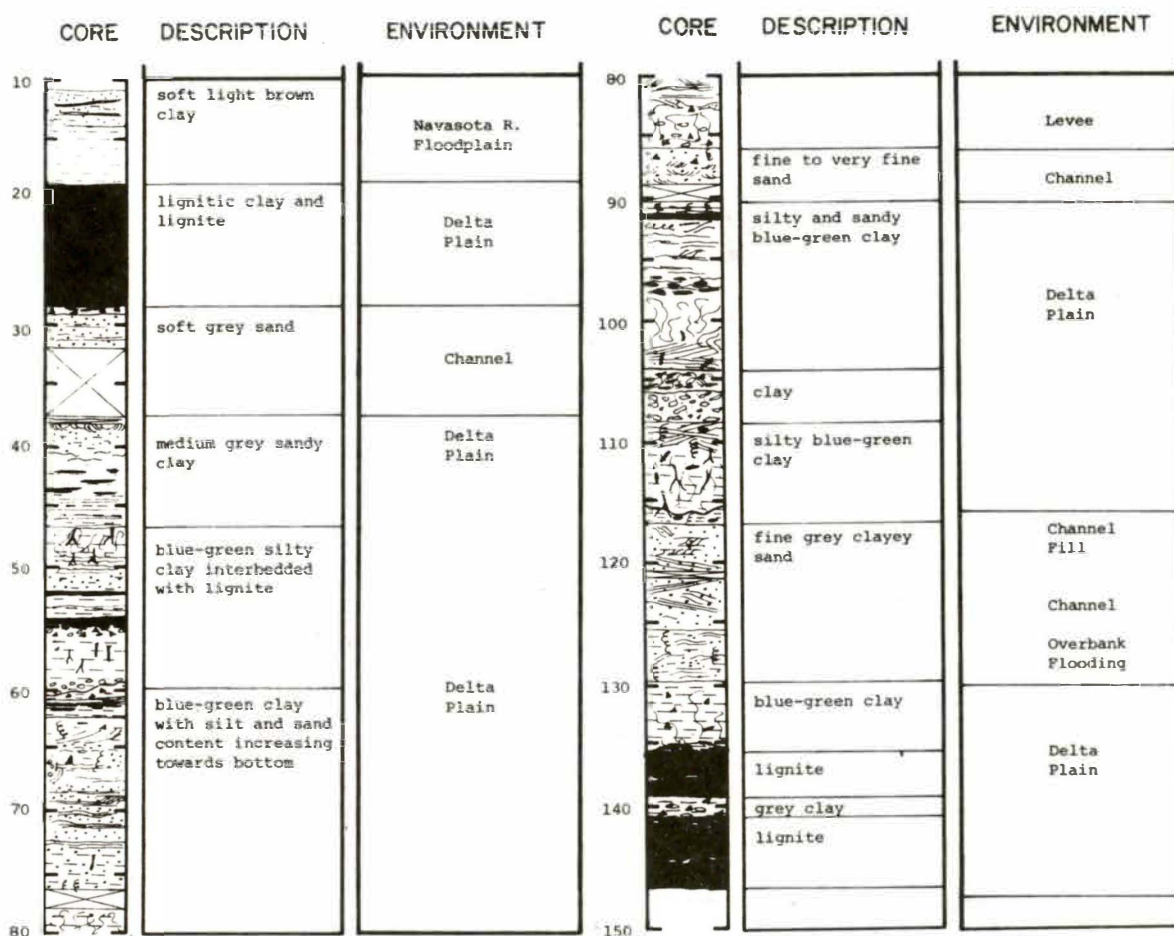 CORE DESCRIPTION ENVIRONMENT
10
soft light brown
clay
Navasota R.
Floodplain
20
lignitic clay and
lignite
Delta
Plain
30
soft grey sand
Channel
40
medium grey sandy
clay
Delta
Plain
50
blue-green silty
clay interbedded
with lignite
60
blue-green clay
with silt and sand
content increasing
towards bottom
Delta
Plain
70
80
CORE DESCRIPTION ENVIRONMENT
80
Levee
fine to very fine
sand
Channel
90
silty and sandy
blue-green clay
Delta
Plain
100
clay
110
silty blue-green
clay
fine grey clayey
sand
Channel
Fill
120
Channel
Overbank
Flooding
130
blue-green clay
Delta
Plain
lignite
140
grey clay
lignite
150